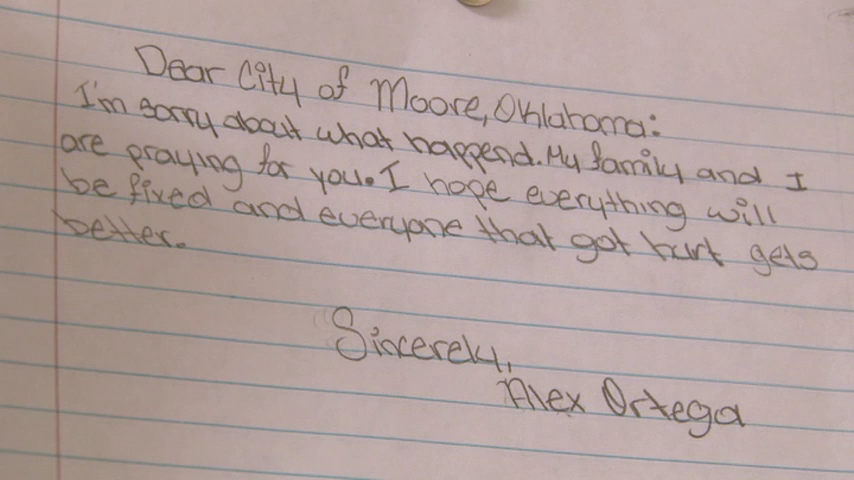 Dear City of Moore, Oklahoma:
I'm sorry about what happend. My family and I
are praying for you. I hope everything will
be fixed and everyone that got hurt gets
better.
Sincerely,
Alex Ortega